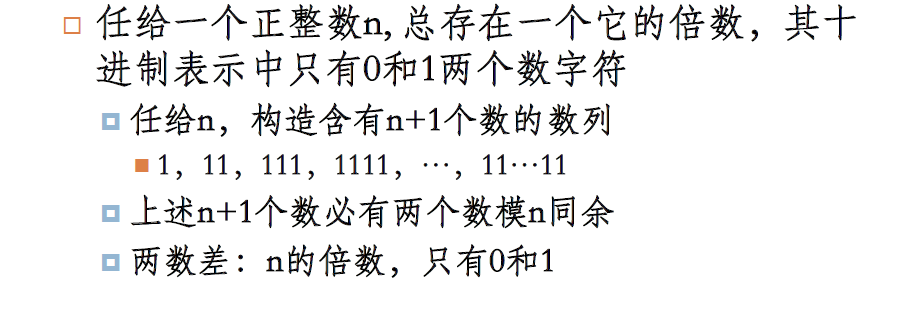 任给一个正整数n,总存在一个它的倍数，其十
进制表示中只有0和1两个数字符
任给n，构造含有n+1个数的数列
1，11，111，1111，…，11…11
上述n+1个数必有两个数模n同余
两数差：n的倍数，只有0和1